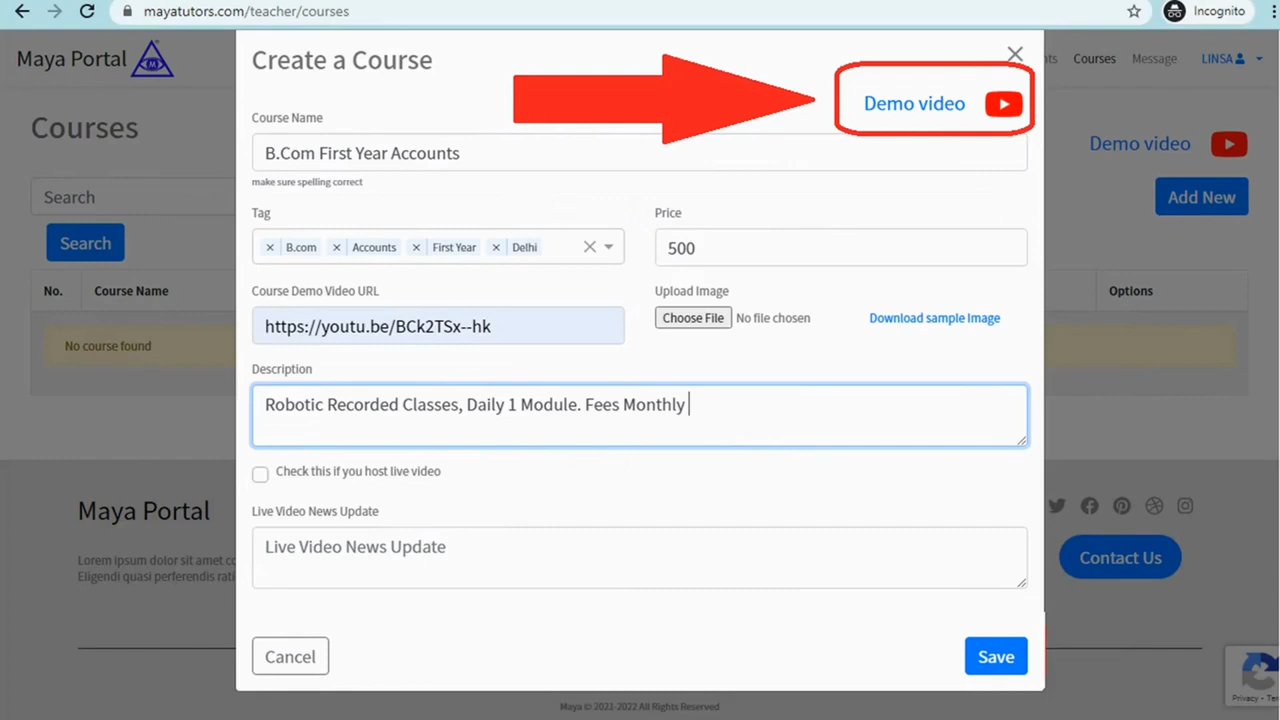 mayatutors.com/teacher/courses
Incognito
Maya Portal
Courses
Message
LINSA
Create a Course
Demo video
Courses
Course Name
B.Com First Year Accounts
Demo video
make sure spelling correct
Search
Add New
Tag
Price
B.com
Accounts
First Year
Delhi
500
Search
No.
Course Name
Course Demo Video URL
Upload Image
Options
https://youtu.be/BCk2TSx--hk
Choose File No file chosen
Download sample Image
No course found
Description
Robotic Recorded Classes, Daily 1 Module. Fees Monthly
Check this if you host live video
Maya Portal
Live Video News Update
Live Video News Update
Lorem ipsum dolor sit amet
Eligendi quasi perferendis
Contact Us
Cancel
Save
Privacy
Maya © 2021-2022 All Rights Reserved